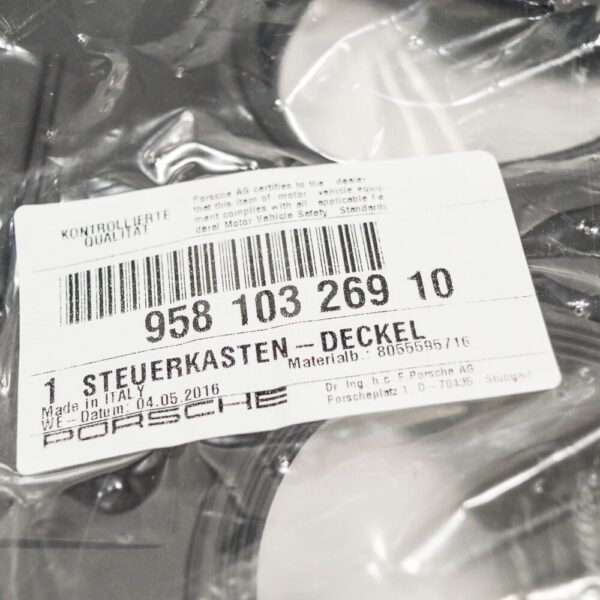 KONTROLLIERTE
QUALITÄT
Porsche AG certifies to the dealer
that this item of motor vehicle equip-
ment complies with all applicable Fe
deral Motor Vehicle Safety Standards
958 103 269 10
1 STEUERKASTEN-DECKEL
Materialb.: 8055595716
Made in ITALY
WE-Datum: 04.05.2016
PORSCHE
Dr Ing. h.c F Porsche AG
Porscheplatz 1, D - 70435 Stuttgart